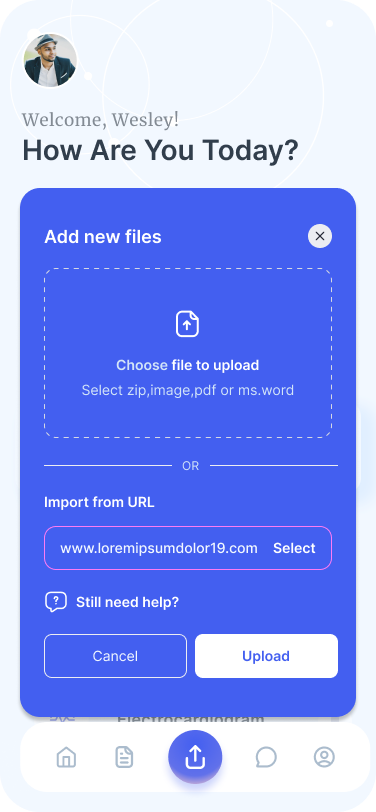 Welcome, Wesley!
How Are You Today?
Add new files
Choose file to upload
Select zip,image,pdf or ms.word
OR
Import from URL
www.loremipsumdolor19.com Select
Still need help?
Cancel Upload
Electrocardiogram